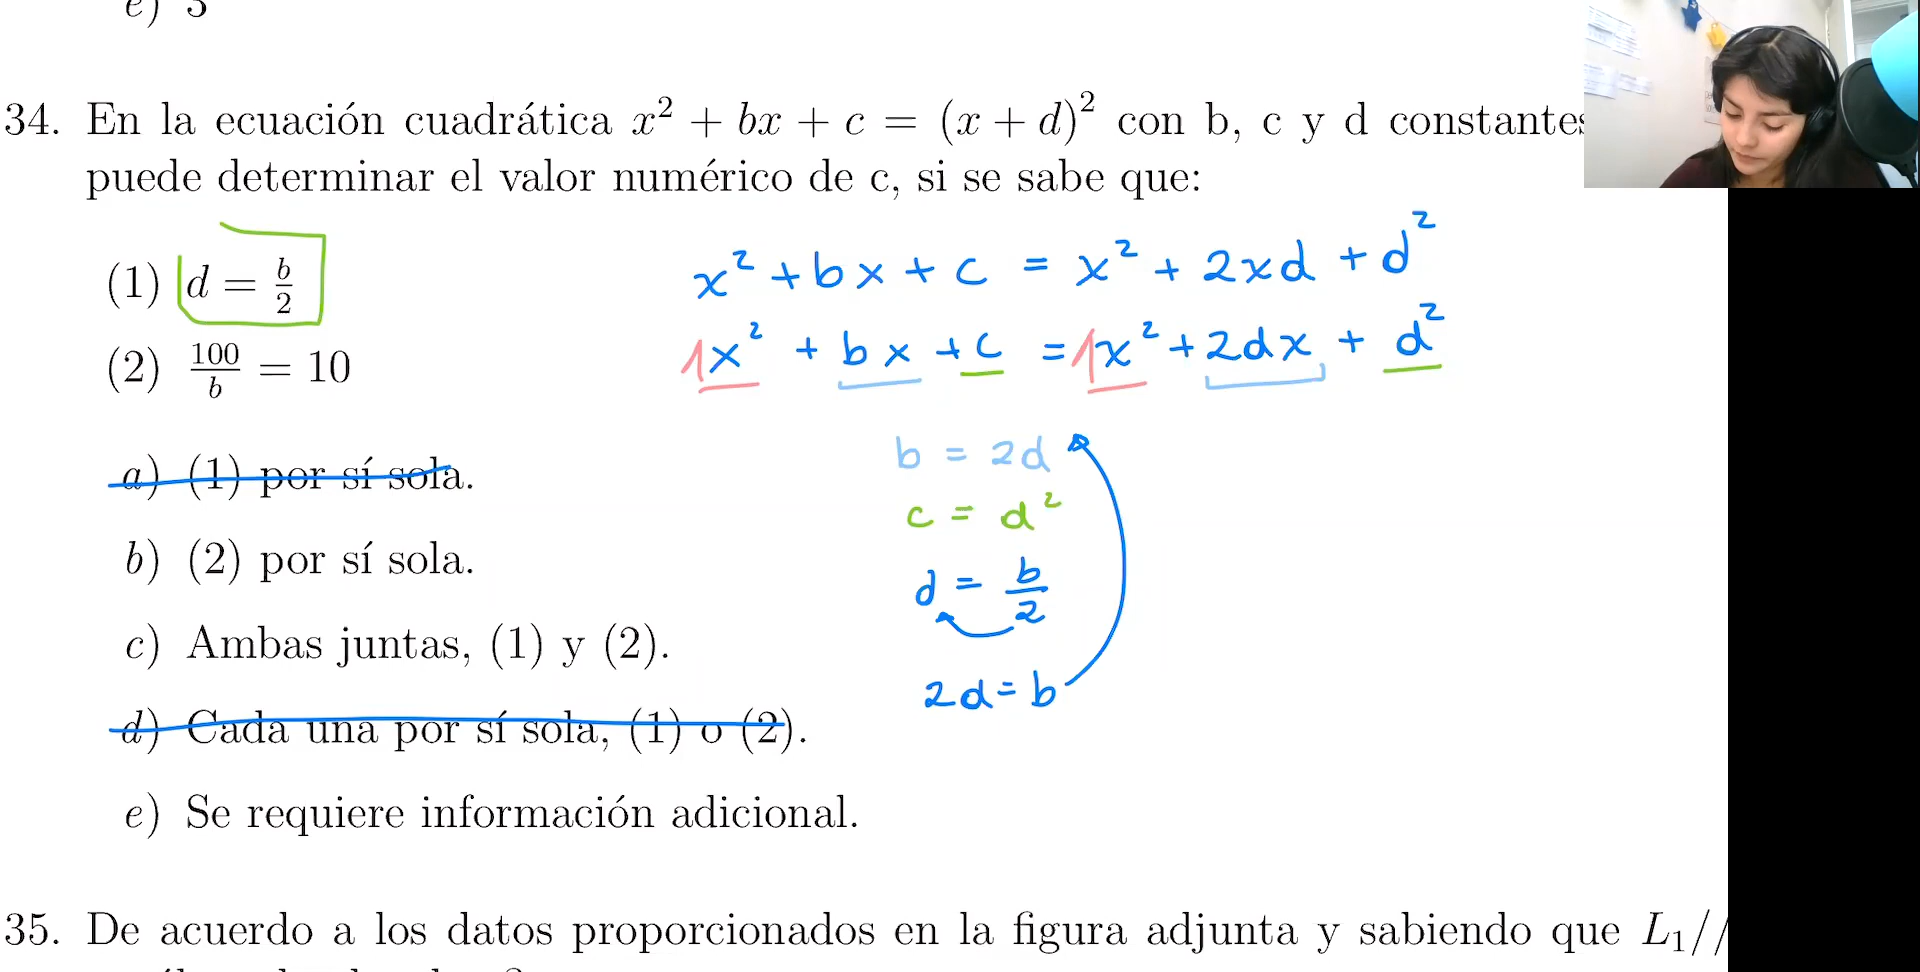 e) 3
34. En la ecuación cuadrática x² + bx + c = (x + d)² con b, c y d constantes
puede determinar el valor numérico de c, si se sabe que:
(1) d = b/2
(2) 100/b = 10
x² + bx + c = x² + 2xd + d²
1x² + bx + c = 1x² + 2dx + d²
b = 2d
c = d²
d = b/2
2d = b
a) (1) por sí sola.
b) (2) por sí sola.
c) Ambas juntas, (1) y (2).
d) Cada una por sí sola, (1) o (2).
e) Se requiere información adicional.
35. De acuerdo a los datos proporcionados en la figura adjunta y sabiendo que L₁//